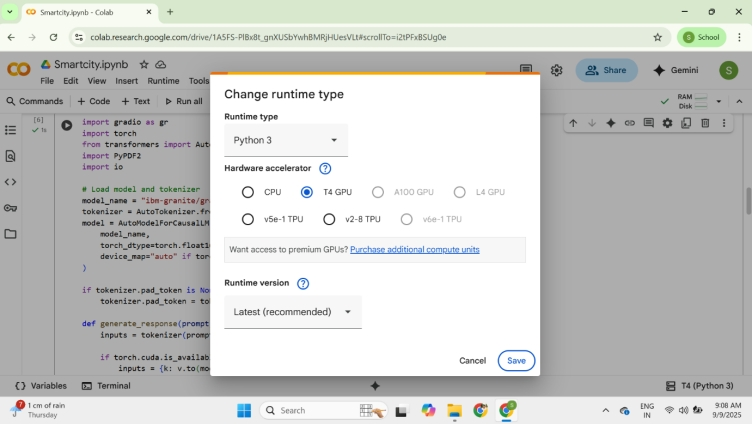 Smartcity.ipynb - Colab
colab.research.google.com/drive/1A5FS-PlBx8t_gnXUSbYwhBMRjHUesVLt#scrollTo=i2tPFxBSUg0e
S School
CO Smartcity.ipynb
File Edit View Insert Runtime Tools
Share Gemini S
Commands + Code + Text Run all
RAM
Disk
[6]
1s
import gradio as gr
import torch
from transformers import Auto
import PyPDF2
import io
# Load model and tokenizer
model_name = "ibm-granite/gr
tokenizer = AutoTokenizer.fr
model = AutoModelForCausalLM
model_name,
torch_dtype=torch.float1
device_map="auto" if tor
)
if tokenizer.pad_token is No
tokenizer.pad_token = to
def generate_response(prompt
inputs = tokenizer(promp
if torch.cuda.is_availab
inputs = {k: v.to(mo
Change runtime type
Runtime type
Python 3
Hardware accelerator ?
CPU T4 GPU A100 GPU L4 GPU
v5e-1 TPU v2-8 TPU v6e-1 TPU
Want access to premium GPUs? Purchase additional compute units
Runtime version ?
Latest (recommended)
Cancel Save
Variables Terminal
T4 (Python 3)
7
1 cm of rain
Thursday
Search
ENG
IN
9:08 AM
9/9/2025